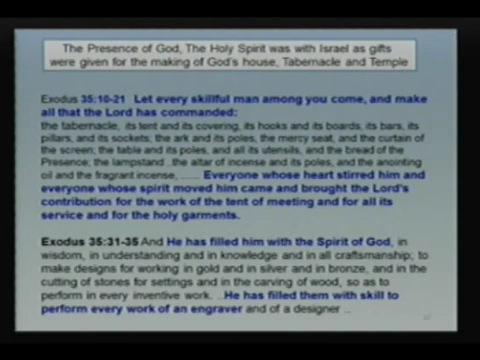 The Presence of God, The Holy Spirit was with Israel as gifts
were given for the making of God's house, Tabernacle and Temple
Exodus 35:10-21 Let every skillful man among you come, and make
all that the Lord has commanded:
the tabernacle, its tent and its covering, its hooks and its boards, its bars, its
pillars, and its sockets; the ark and its poles, the mercy seat, and the curtain of
the screen; the table and its poles, and all its utensils, and the bread of the
Presence; the lampstand ..the altar of incense and its poles, and the anointing
oil and the fragrant incense, ...... Everyone whose heart stirred him and
everyone whose spirit moved him came and brought the Lord's
contribution for the work of the tent of meeting and for all its
service and for the holy garments.
Exodus 35:31-35 And He has filled him with the Spirit of God, in
wisdom, in understanding and in knowledge and in all craftsmanship; to
make designs for working in gold and in silver and in bronze, and in the
cutting of stones for settings and in the carving of wood, so as to
perform in every inventive work. ..He has filled them with skill to
perform every work of an engraver and of a designer ..